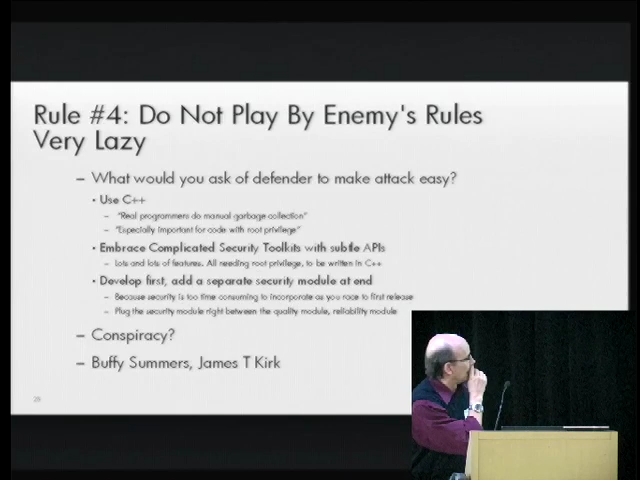 Rule #4: Do Not Play By Enemy's Rules
Very Lazy
– What would you ask of defender to make attack easy?
• Use C++
– "Real programmers do manual garbage collection"
– "Especially important for code with root privilege"
• Embrace Complicated Security Toolkits with subtle APIs
– Lots and lots of features. All needing root privilege, to be written in C++
• Develop first, add a separate security module at end
– Because security is too time consuming to incorporate as you race to first release
– Plug the security module right between the quality module, reliability module
– Conspiracy?
– Buffy Summers, James T Kirk